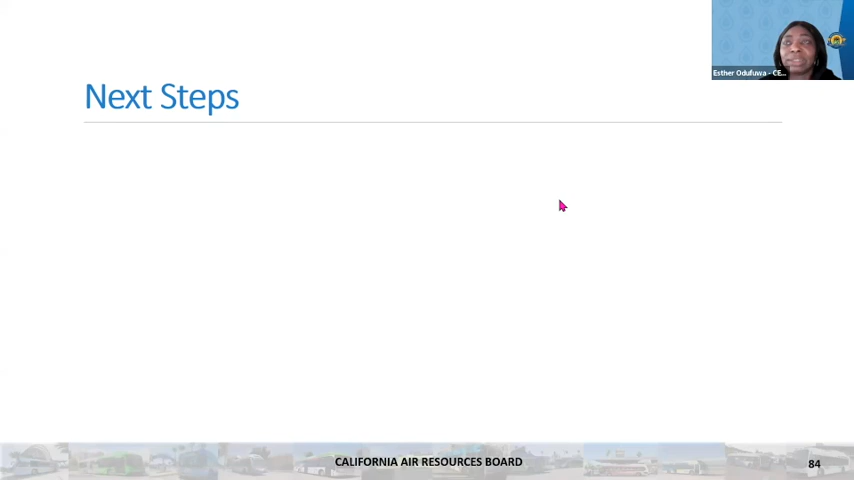 Esther Odufuwa - CE...
Next Steps
CALIFORNIA AIR RESOURCES BOARD
84